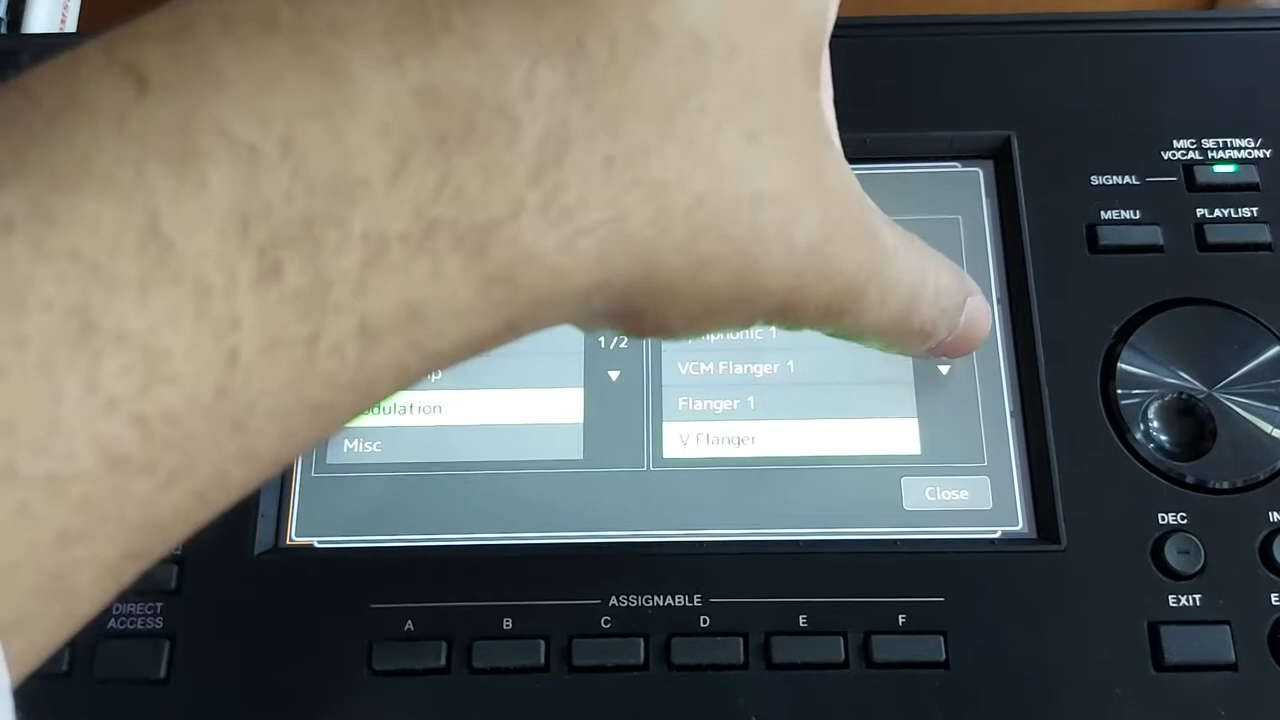 MIC SETTING/
VOCAL HARMONY
SIGNAL
MENU
PLAYLIST
1/2
VCM Flanger 1
Flanger 1
V Flanger
Misc
Close
DEC
EXIT
DIRECT
ACCESS
ASSIGNABLE
A
B
C
D
E
F